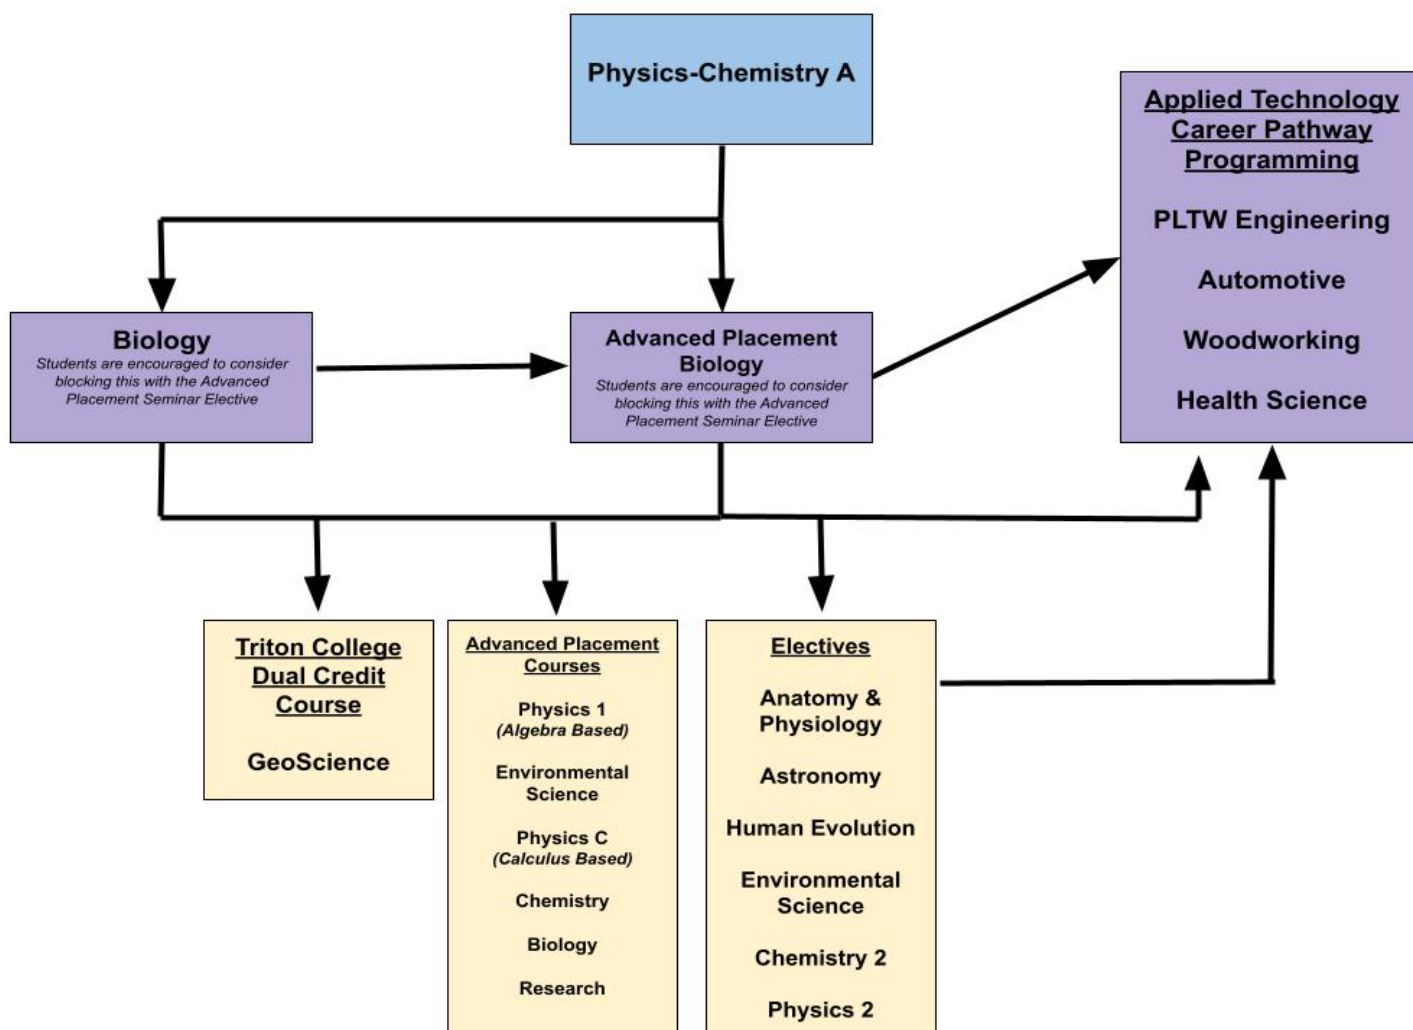 Physics-Chemistry A
Applied Technology
Career Pathway
Programming
PLTW Engineering
Automotive
Woodworking
Health Science
Biology
Students are encouraged to consider
blocking this with the Advanced
Placement Seminar Elective
Advanced Placement
Biology
Students are encouraged to consider
blocking this with the Advanced
Placement Seminar Elective
Triton College
Dual Credit
Course
GeoScience
Advanced Placement
Courses
Physics 1
(Algebra Based)
Environmental
Science
Physics C
(Calculus Based)
Chemistry
Biology
Research
Electives
Anatomy &
Physiology
Astronomy
Human Evolution
Environmental
Science
Chemistry 2
Physics 2